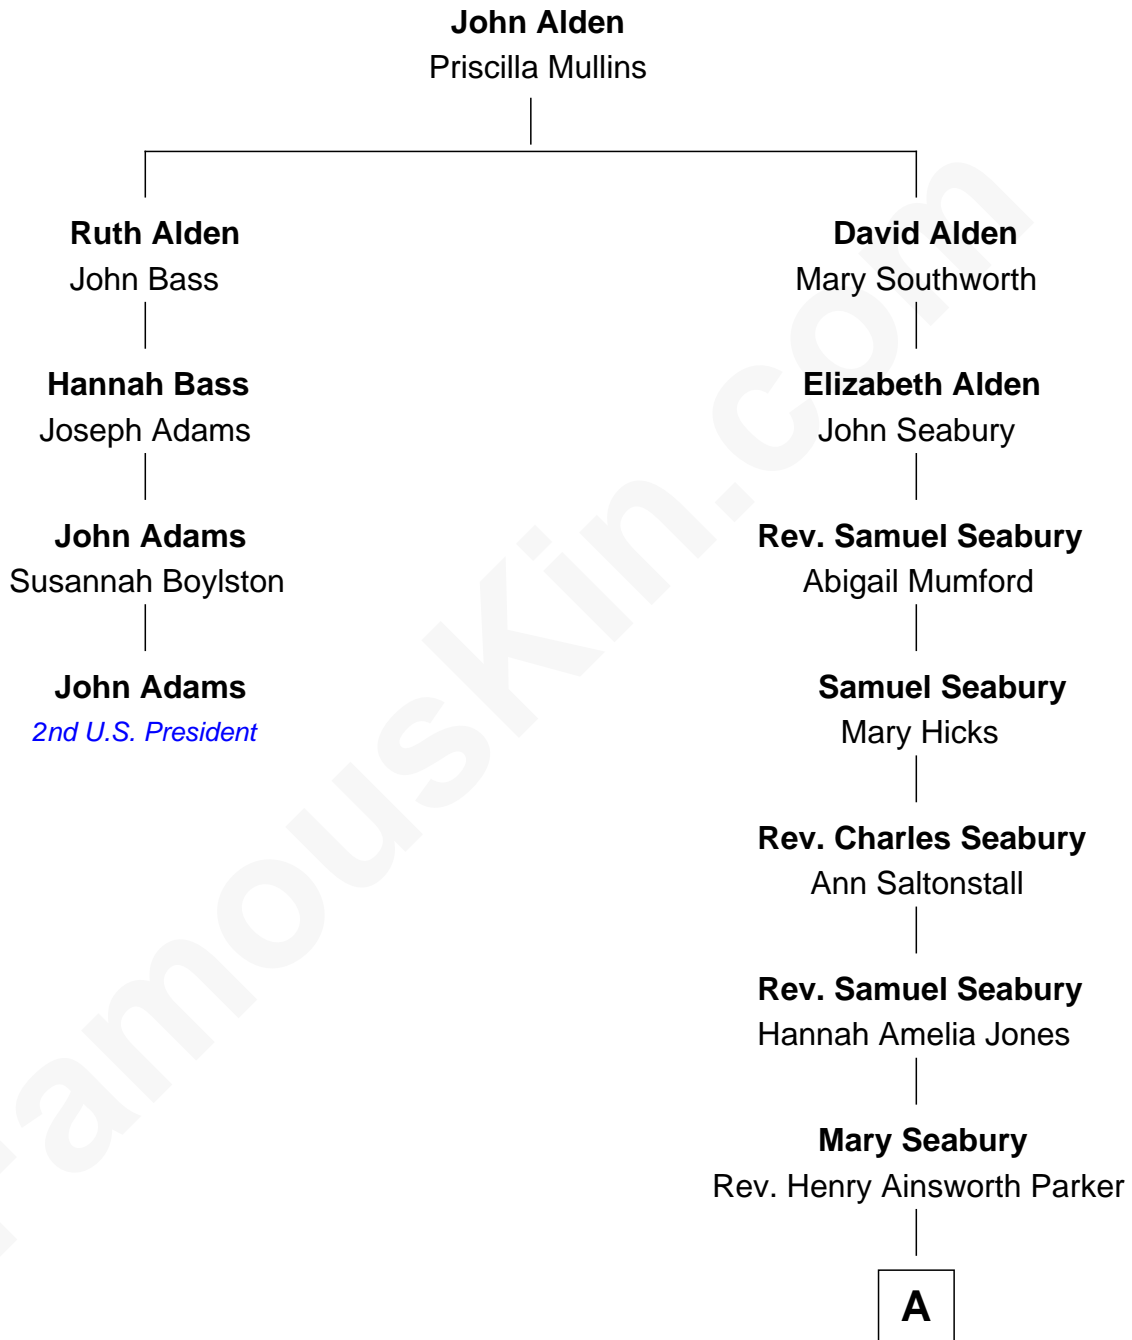 John Alden
Priscilla Mullins
Ruth Alden
John Bass
Hannah Bass
Joseph Adams
John Adams
Susannah Boylston
John Adams
2nd U.S. President
David Alden
Mary Southworth
Elizabeth Alden
John Seabury
Rev. Samuel Seabury
Abigail Mumford
Samuel Seabury
Mary Hicks
Rev. Charles Seabury
Ann Saltonstall
Rev. Samuel Seabury
Hannah Amelia Jones
Mary Seabury
Rev. Henry Ainsworth Parker
A
FamousKin.com